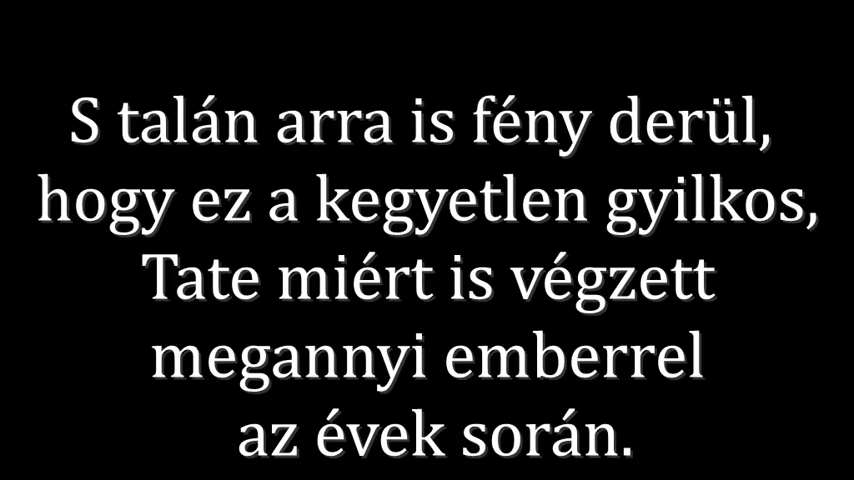 S talán arra is fény derül,
hogy ez a kegyetlen gyilkos,
Tate miért is végzett
megannyi emberrel
az évek során.